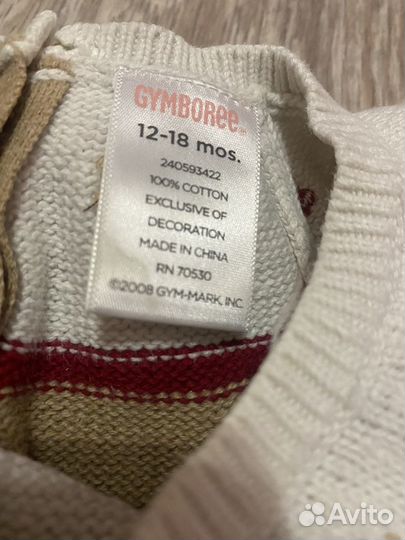 GYMBOREE®
12-18 mos.
240593422
100% COTTON
EXCLUSIVE OF
DECORATION
MADE IN CHINA
RN 70530
©2008 GYM-MARK, INC.
Avito